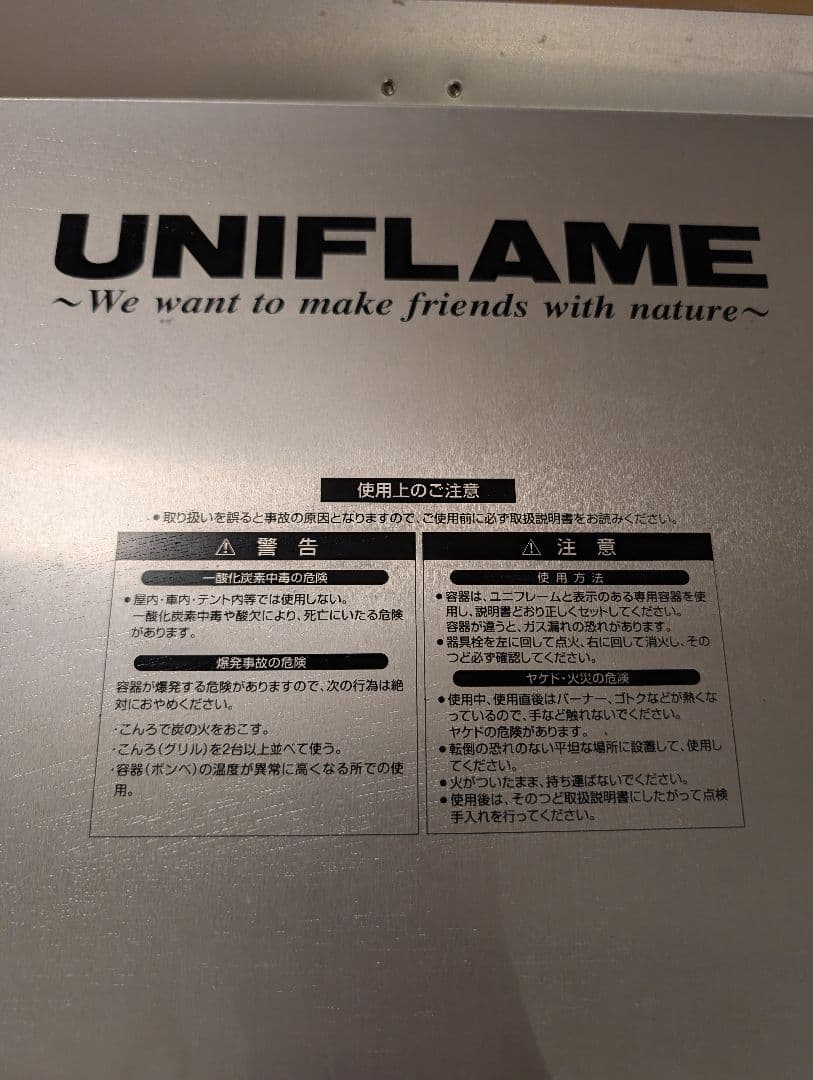 UNIFLAME
~We want to make friends with nature~
使用上のご注意
●取り扱いを誤ると事故の原因となりますので、ご使用前に必ず取扱説明書をお読みください。
⚠ 警告
一酸化炭素中毒の危険
●屋内・車内・テント内等では使用しない。
一酸化炭素中毒や酸欠により、死亡にいたる危険
があります。
爆発事故の危険
容器が爆発する危険がありますので、次の行為は絶
対におやめください。
・こんろで炭の火をおこす。
・こんろ(グリル)を2台以上並べて使う。
・容器(ボンベ)の温度が異常に高くなる所での使
用。
⚠ 注意
使用方法
●容器は、ユニフレームと表示のある専用容器を使
用し、説明書どおり正しくセットしてください。
容器が違うと、ガス漏れの恐れがあります。
●器具栓を左に回して点火、右に回して消火し、その
つど必ず確認してください。
ヤケド・火災の危険
●使用中、使用直後はバーナー、ゴトクなどが熱くな
っているので、手など触れないでください。
ヤケドの危険があります。
●転倒の恐れのない平坦な場所に設置して、使用し
てください。
●火がついたまま、持ち運ばないでください。
●使用後は、そのつど取扱説明書にしたがって点検
手入れを行ってください。